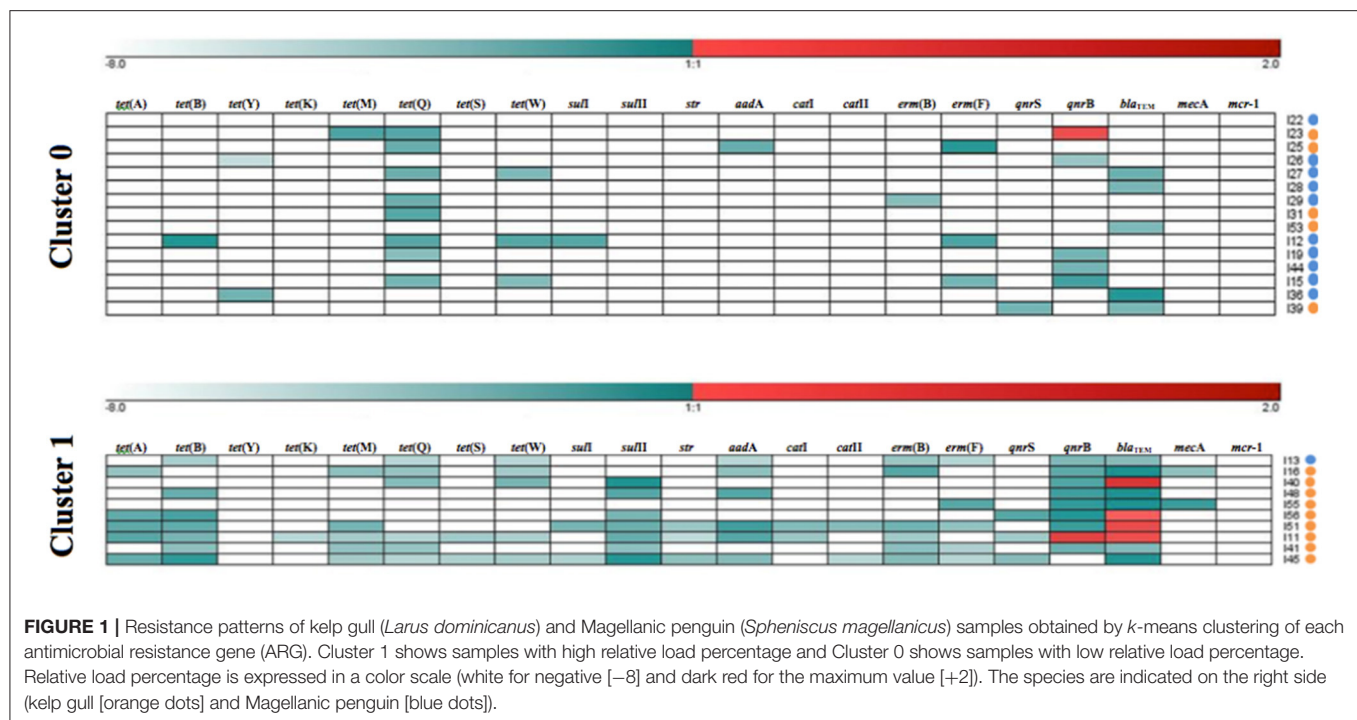 -8.0 1:1 2.0
tet(A) tet(B) tet(Y) tet(K) tet(M) tet(Q) tet(S) tet(W) sulI sulII str aadA catI catII erm(B) erm(F) qnrS qnrB blaTEM mecA mcr-1
Cluster 0
I22
I23
I25
I26
I27
I28
I29
I31
I53
I12
I19
I44
I15
I36
I39
-8.0 1:1 2.0
tet(A) tet(B) tet(Y) tet(K) tet(M) tet(Q) tet(S) tet(W) sulI sulII str aadA catI catII erm(B) erm(F) qnrS qnrB blaTEM mecA mcr-1
Cluster 1
I13
I16
I40
I48
I55
I56
I51
I11
I41
I45
FIGURE 1 | Resistance patterns of kelp gull (Larus dominicanus) and Magellanic penguin (Spheniscus magellanicus) samples obtained by k-means clustering of each
antimicrobial resistance gene (ARG). Cluster 1 shows samples with high relative load percentage and Cluster 0 shows samples with low relative load percentage.
Relative load percentage is expressed in a color scale (white for negative [−8] and dark red for the maximum value [+2]). The species are indicated on the right side
(kelp gull [orange dots] and Magellanic penguin [blue dots]).